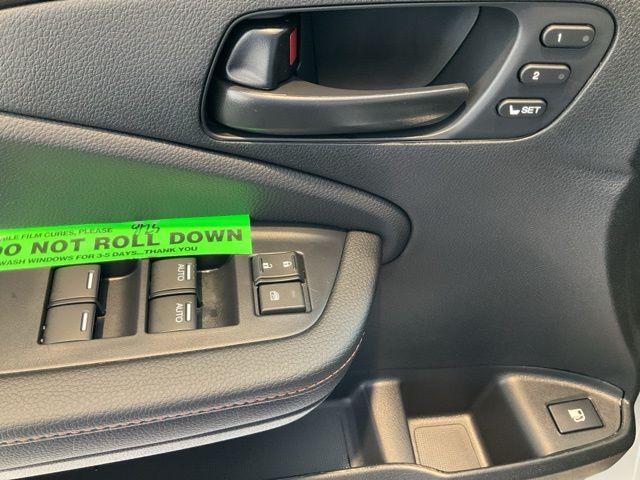 1
2
SET
WHILE FILM CURES, PLEASE
DO NOT ROLL DOWN
WASH WINDOWS FOR 3-5 DAYS...THANK YOU
AUTO
AUTO